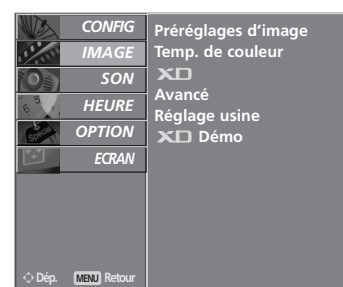 CONFIG
IMAGE
SON
HEURE
OPTION
ECRAN
Préréglages d'image
Temp. de couleur
XD
Avancé
Réglage usine
XD Démo
Dép. MENU Retour